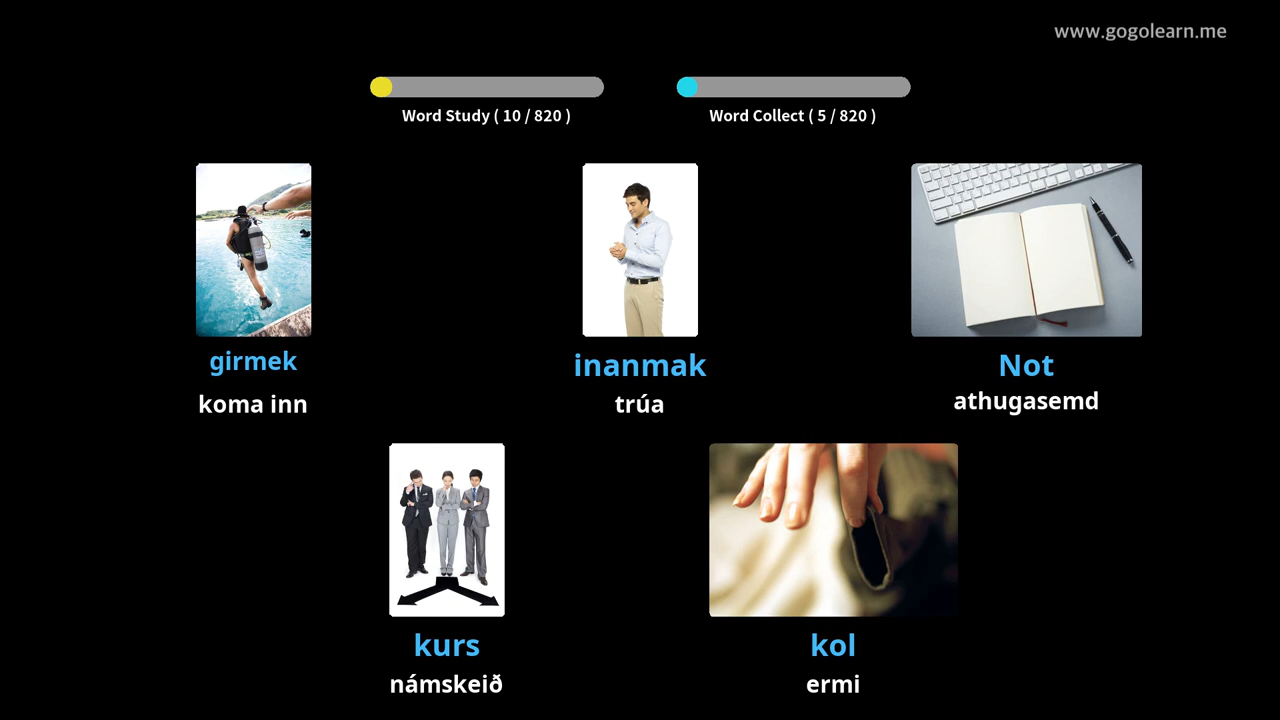 www.gogolearn.me
Word Study ( 10 / 820 )
Word Collect ( 5 / 820 )
girmek
koma inn
inanmak
trúa
Not
athugasemd
kurs
námskeið
kol
ermi